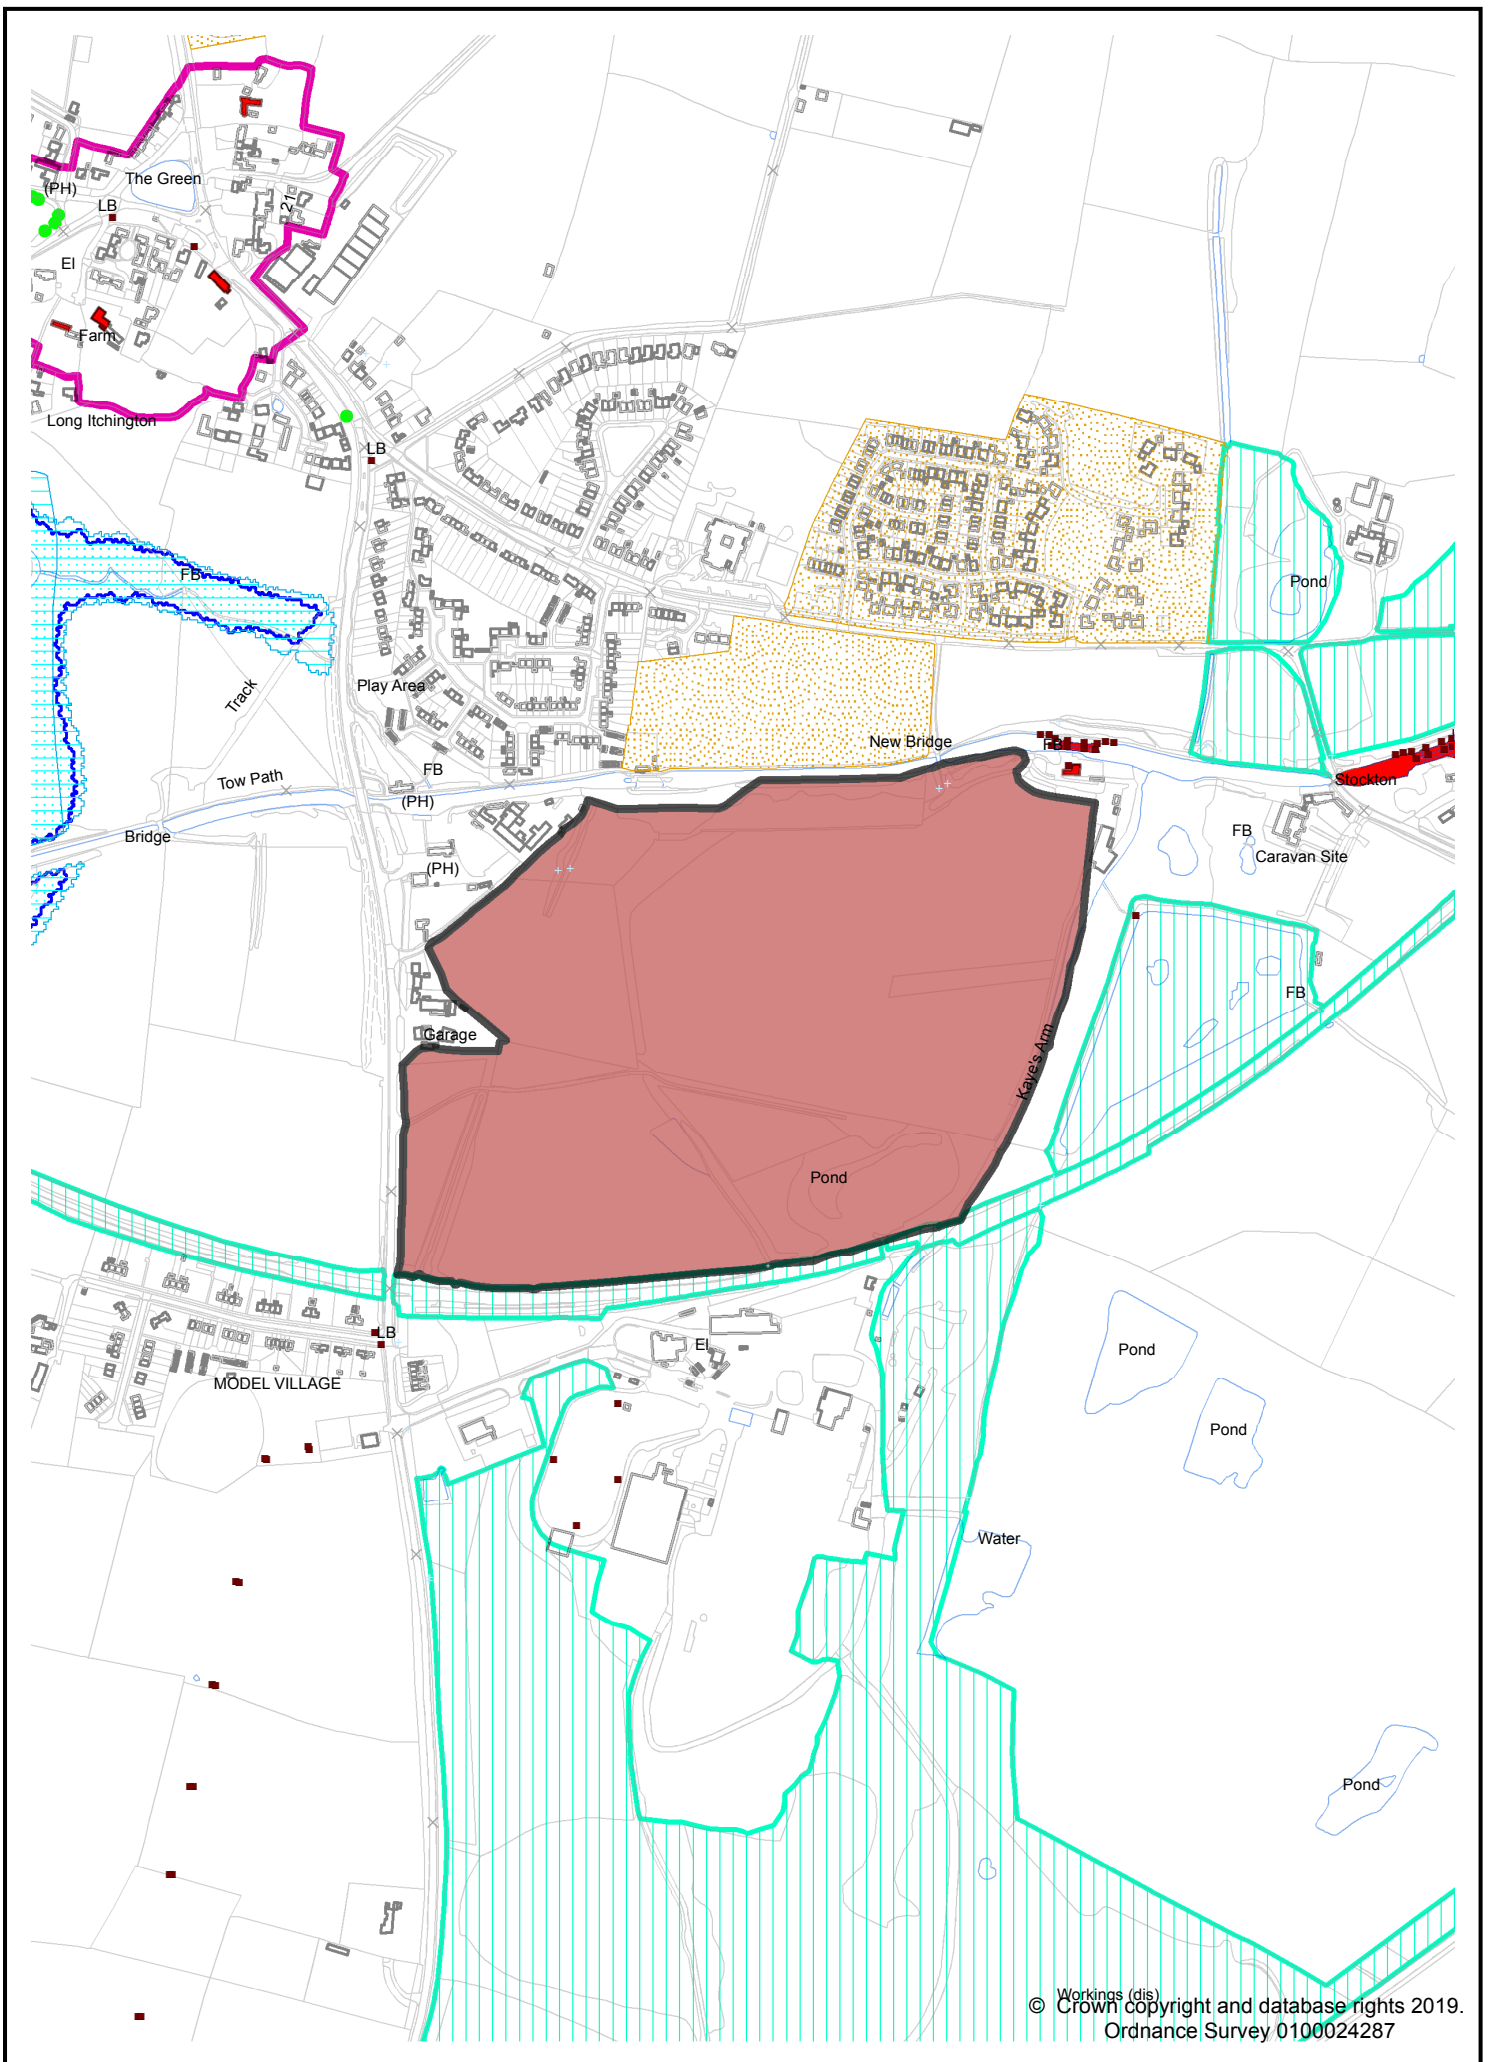 (PH)
The Green
LB
21
El
Farm
Long Itchington
LB
FB
Pond
Track
Play Area
New Bridge
FB
FB
Tow Path
(PH)
Stockton
Bridge
FB
Caravan Site
(PH)
FB
Garage
Kaye's Arm
Pond
LB
El
MODEL VILLAGE
Pond
Pond
Water
Pond
Workings (dis)
© Crown copyright and database rights 2019.
Ordnance Survey 0100024287